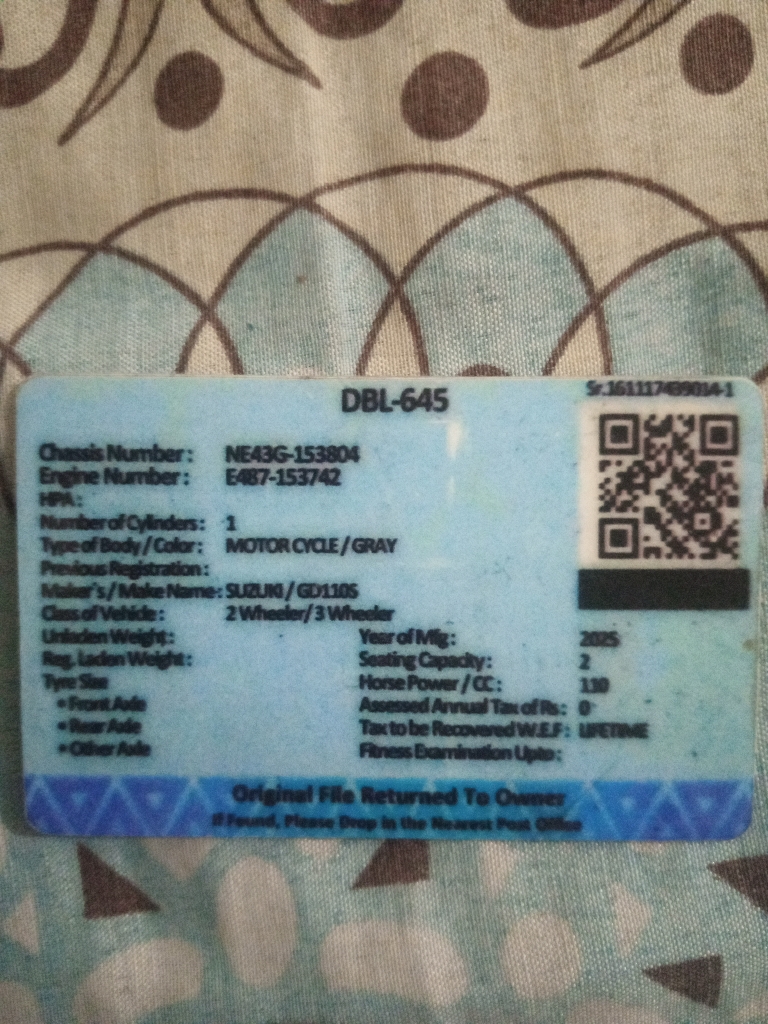 DBL-645
Sr.161117439014-1
Chassis Number : NE43G-153804
Engine Number : E487-153742
HPA :
Number of Cylinders : 1
Type of Body / Color : MOTOR CYCLE / GRAY
Previous Registration :
Maker's / Make Name : SUZUKI / GD110S
Class of Vehicle : 2 Wheeler/ 3 Wheeler
Unladen Weight : Year of Mfg : 2025
Reg. Laden Weight : Seating Capacity : 2
Tyre Size Horse Power / CC : 110
• Front Axle Assessed Annual Tax of Rs : 0
• Rear Axle Tax to be Recovered W.E.F : LIFETIME
• Other Axle Fitness Examination Upto :
Original File Returned To Owner
If Found, Please Drop in the Nearest Post Office